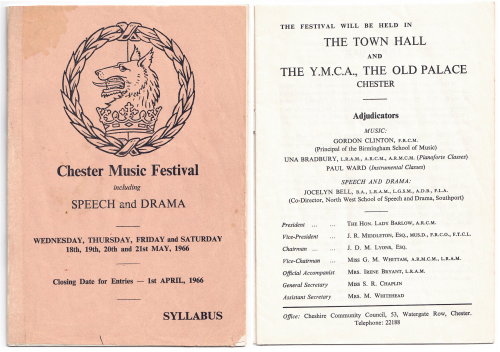 Chester Music Festival
including
SPEECH and DRAMA
WEDNESDAY, THURSDAY, FRIDAY and SATURDAY
18th, 19th, 20th and 21st MAY, 1966
Closing Date for Entries — 1st APRIL, 1966
SYLLABUS
THE FESTIVAL WILL BE HELD IN
THE TOWN HALL
AND
THE Y.M.C.A., THE OLD PALACE
CHESTER
Adjudicators
MUSIC:
GORDON CLINTON, F.R.C.M.
(Principal of the Birmingham School of Music)
UNA BRADBURY, L.R.A.M., A.R.C.M., A.R.M.C.M. (Pianoforte Classes)
PAUL WARD (Instrumental Classes)
SPEECH AND DRAMA:
JOCELYN BELL, B.A., L.R.A.M., L.G.S.M., A.D.B., F.L.A.
(Co-Director, North West School of Speech and Drama, Southport)
President ... ... THE HON. LADY BARLOW, A.R.C.M.
Vice-President ... J. R. MIDDLETON, ESQ., MUS.D., F.R.C.O., F.T.C.L.
Chairman ... ... J. D. M. LYDER, ESQ.
Vice-Chairman ... MISS G. M. WHITTAM, A.R.M.C.M., L.R.A.M.
Official Accompanist MRS. IRENE BRYANT, L.R.A.M.
General Secretary MISS S. R. CHAPLIN
Assistant Secretary MRS. M. WHITEHEAD
Office: Cheshire Community Council, 53, Watergate Row, Chester.
Telephone: 22188